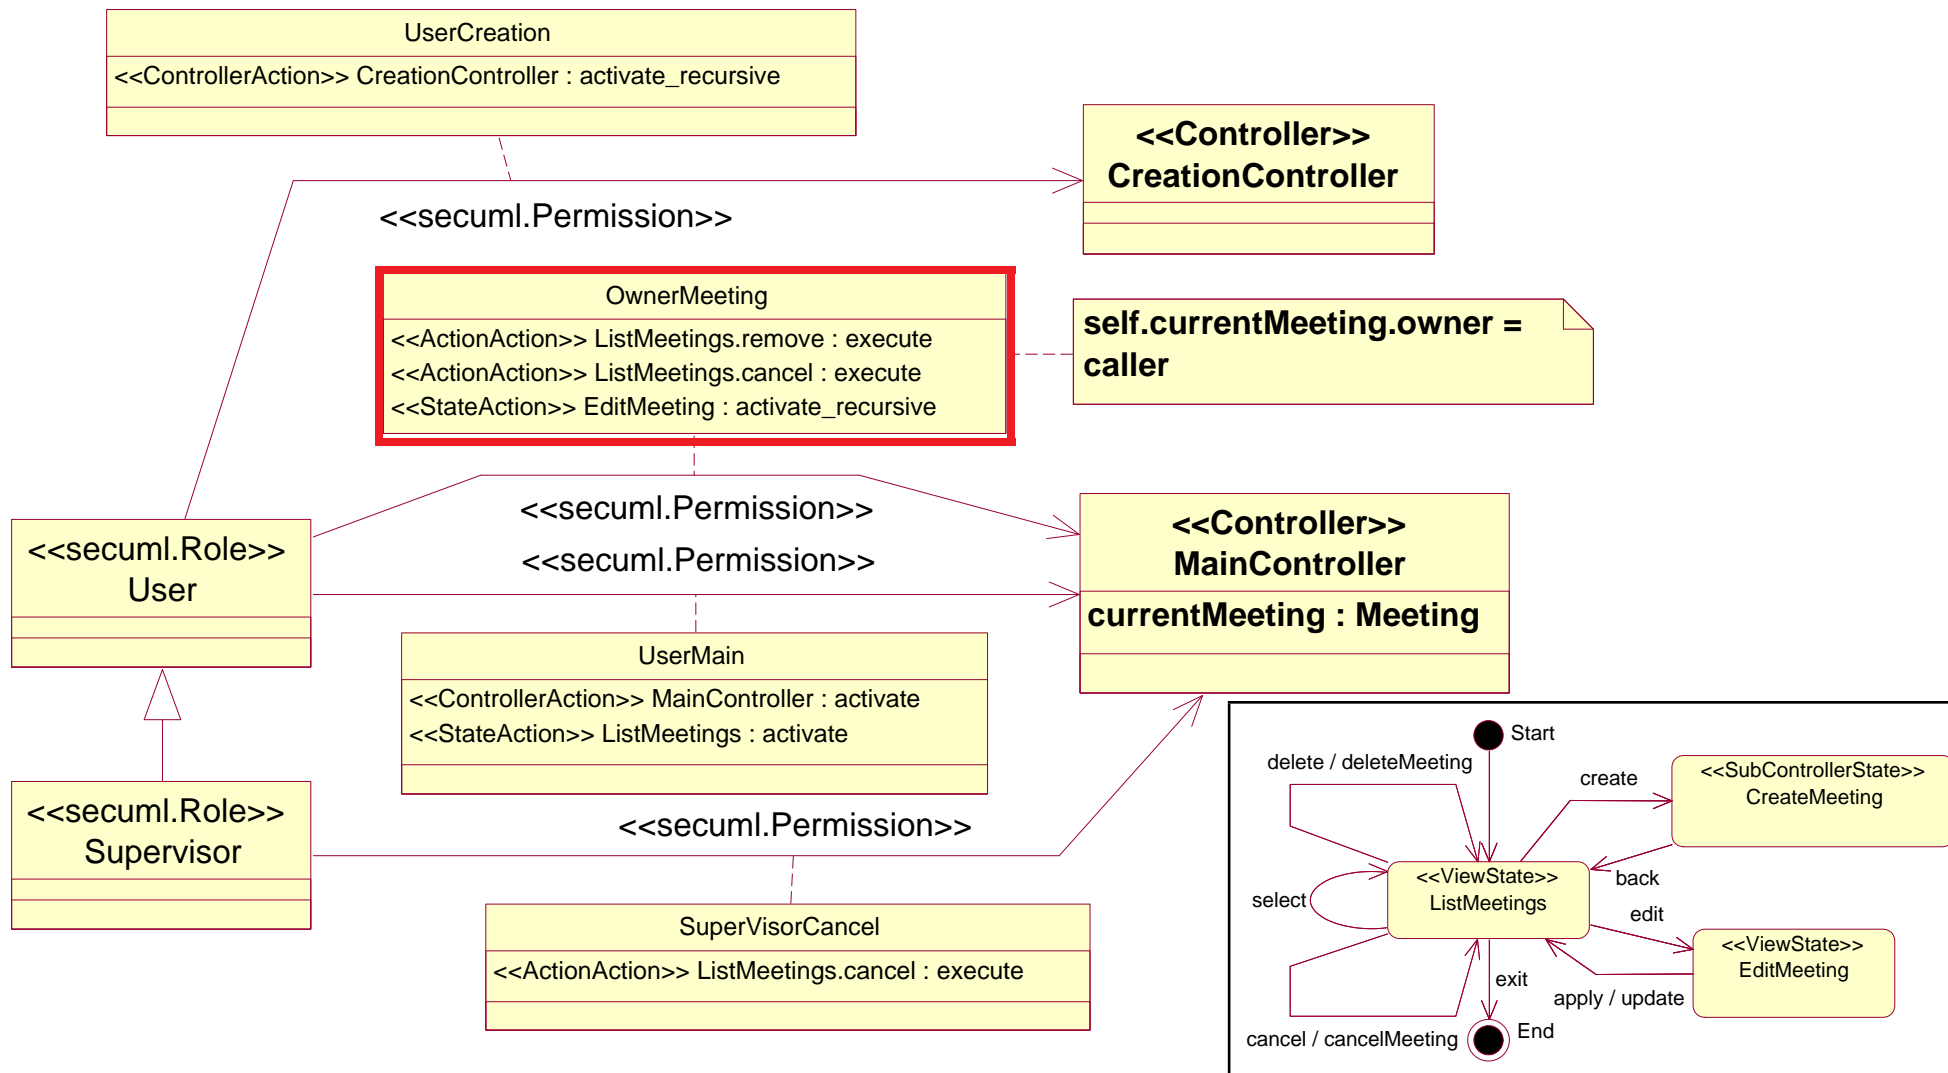 UserCreation
<<ControllerAction>> CreationController : activate_recursive
<<Controller>>
CreationController
<<secuml.Permission>>
OwnerMeeting
<<ActionAction>> ListMeetings.remove : execute
<<ActionAction>> ListMeetings.cancel : execute
<<StateAction>> EditMeeting : activate_recursive
self.currentMeeting.owner =
caller
<<secuml.Permission>>
<<secuml.Role>>
User
<<secuml.Permission>>
<<Controller>>
MainController
currentMeeting : Meeting
UserMain
<<ControllerAction>> MainController : activate
<<StateAction>> ListMeetings : activate
<<secuml.Role>>
Supervisor
<<secuml.Permission>>
SuperVisorCancel
<<ActionAction>> ListMeetings.cancel : execute
Start
delete / deleteMeeting
create
<<SubControllerState>>
CreateMeeting
<<ViewState>>
ListMeetings
back
select
edit
<<ViewState>>
EditMeeting
exit
apply / update
cancel / cancelMeeting
End